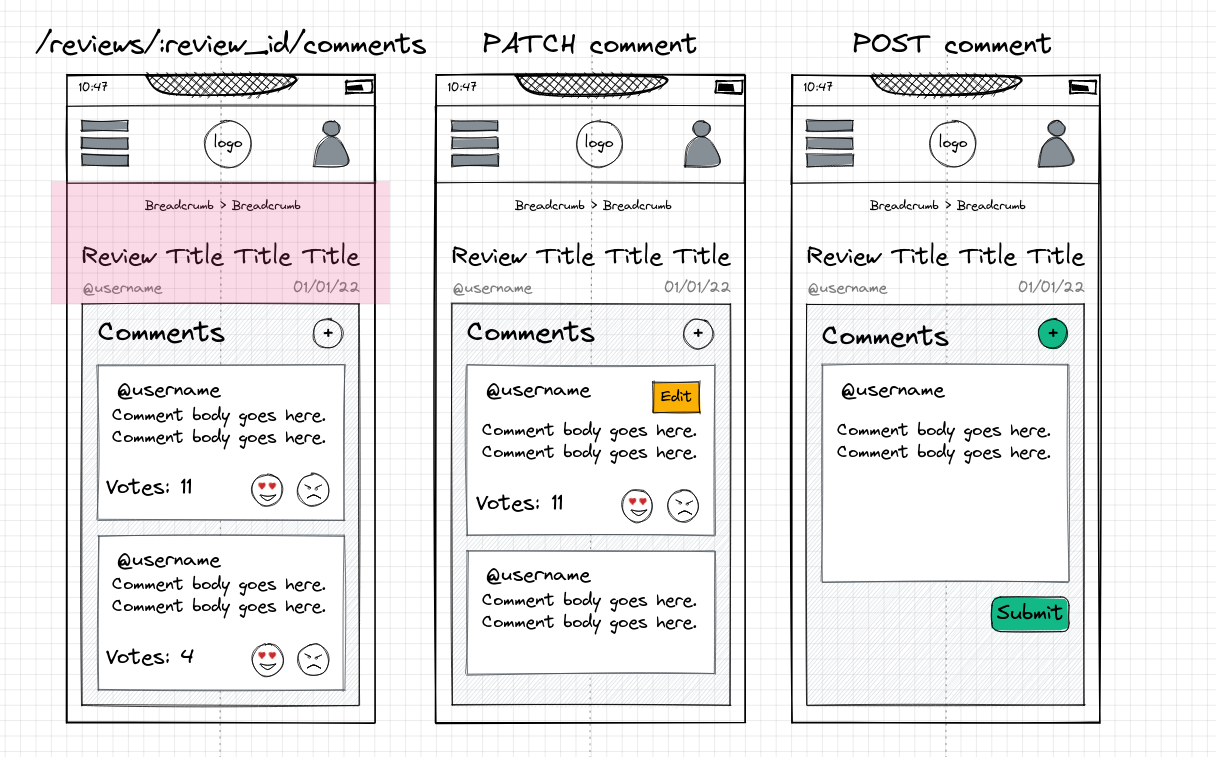 /reviews/:review_id/comments
10:47
logo
Breadcrumb > Breadcrumb
Review Title Title Title
@username 01/01/22
Comments +
@username
Comment body goes here.
Comment body goes here.
Votes: 11
@username
Comment body goes here.
Comment body goes here.
Votes: 4
PATCH comment
10:47
logo
Breadcrumb > Breadcrumb
Review Title Title Title
@username 01/01/22
Comments +
@username Edit
Comment body goes here.
Comment body goes here.
Votes: 11
@username
Comment body goes here.
Comment body goes here.
POST comment
10:47
logo
Breadcrumb > Breadcrumb
Review Title Title Title
@username 01/01/22
Comments +
@username
Comment body goes here.
Comment body goes here.
Submit